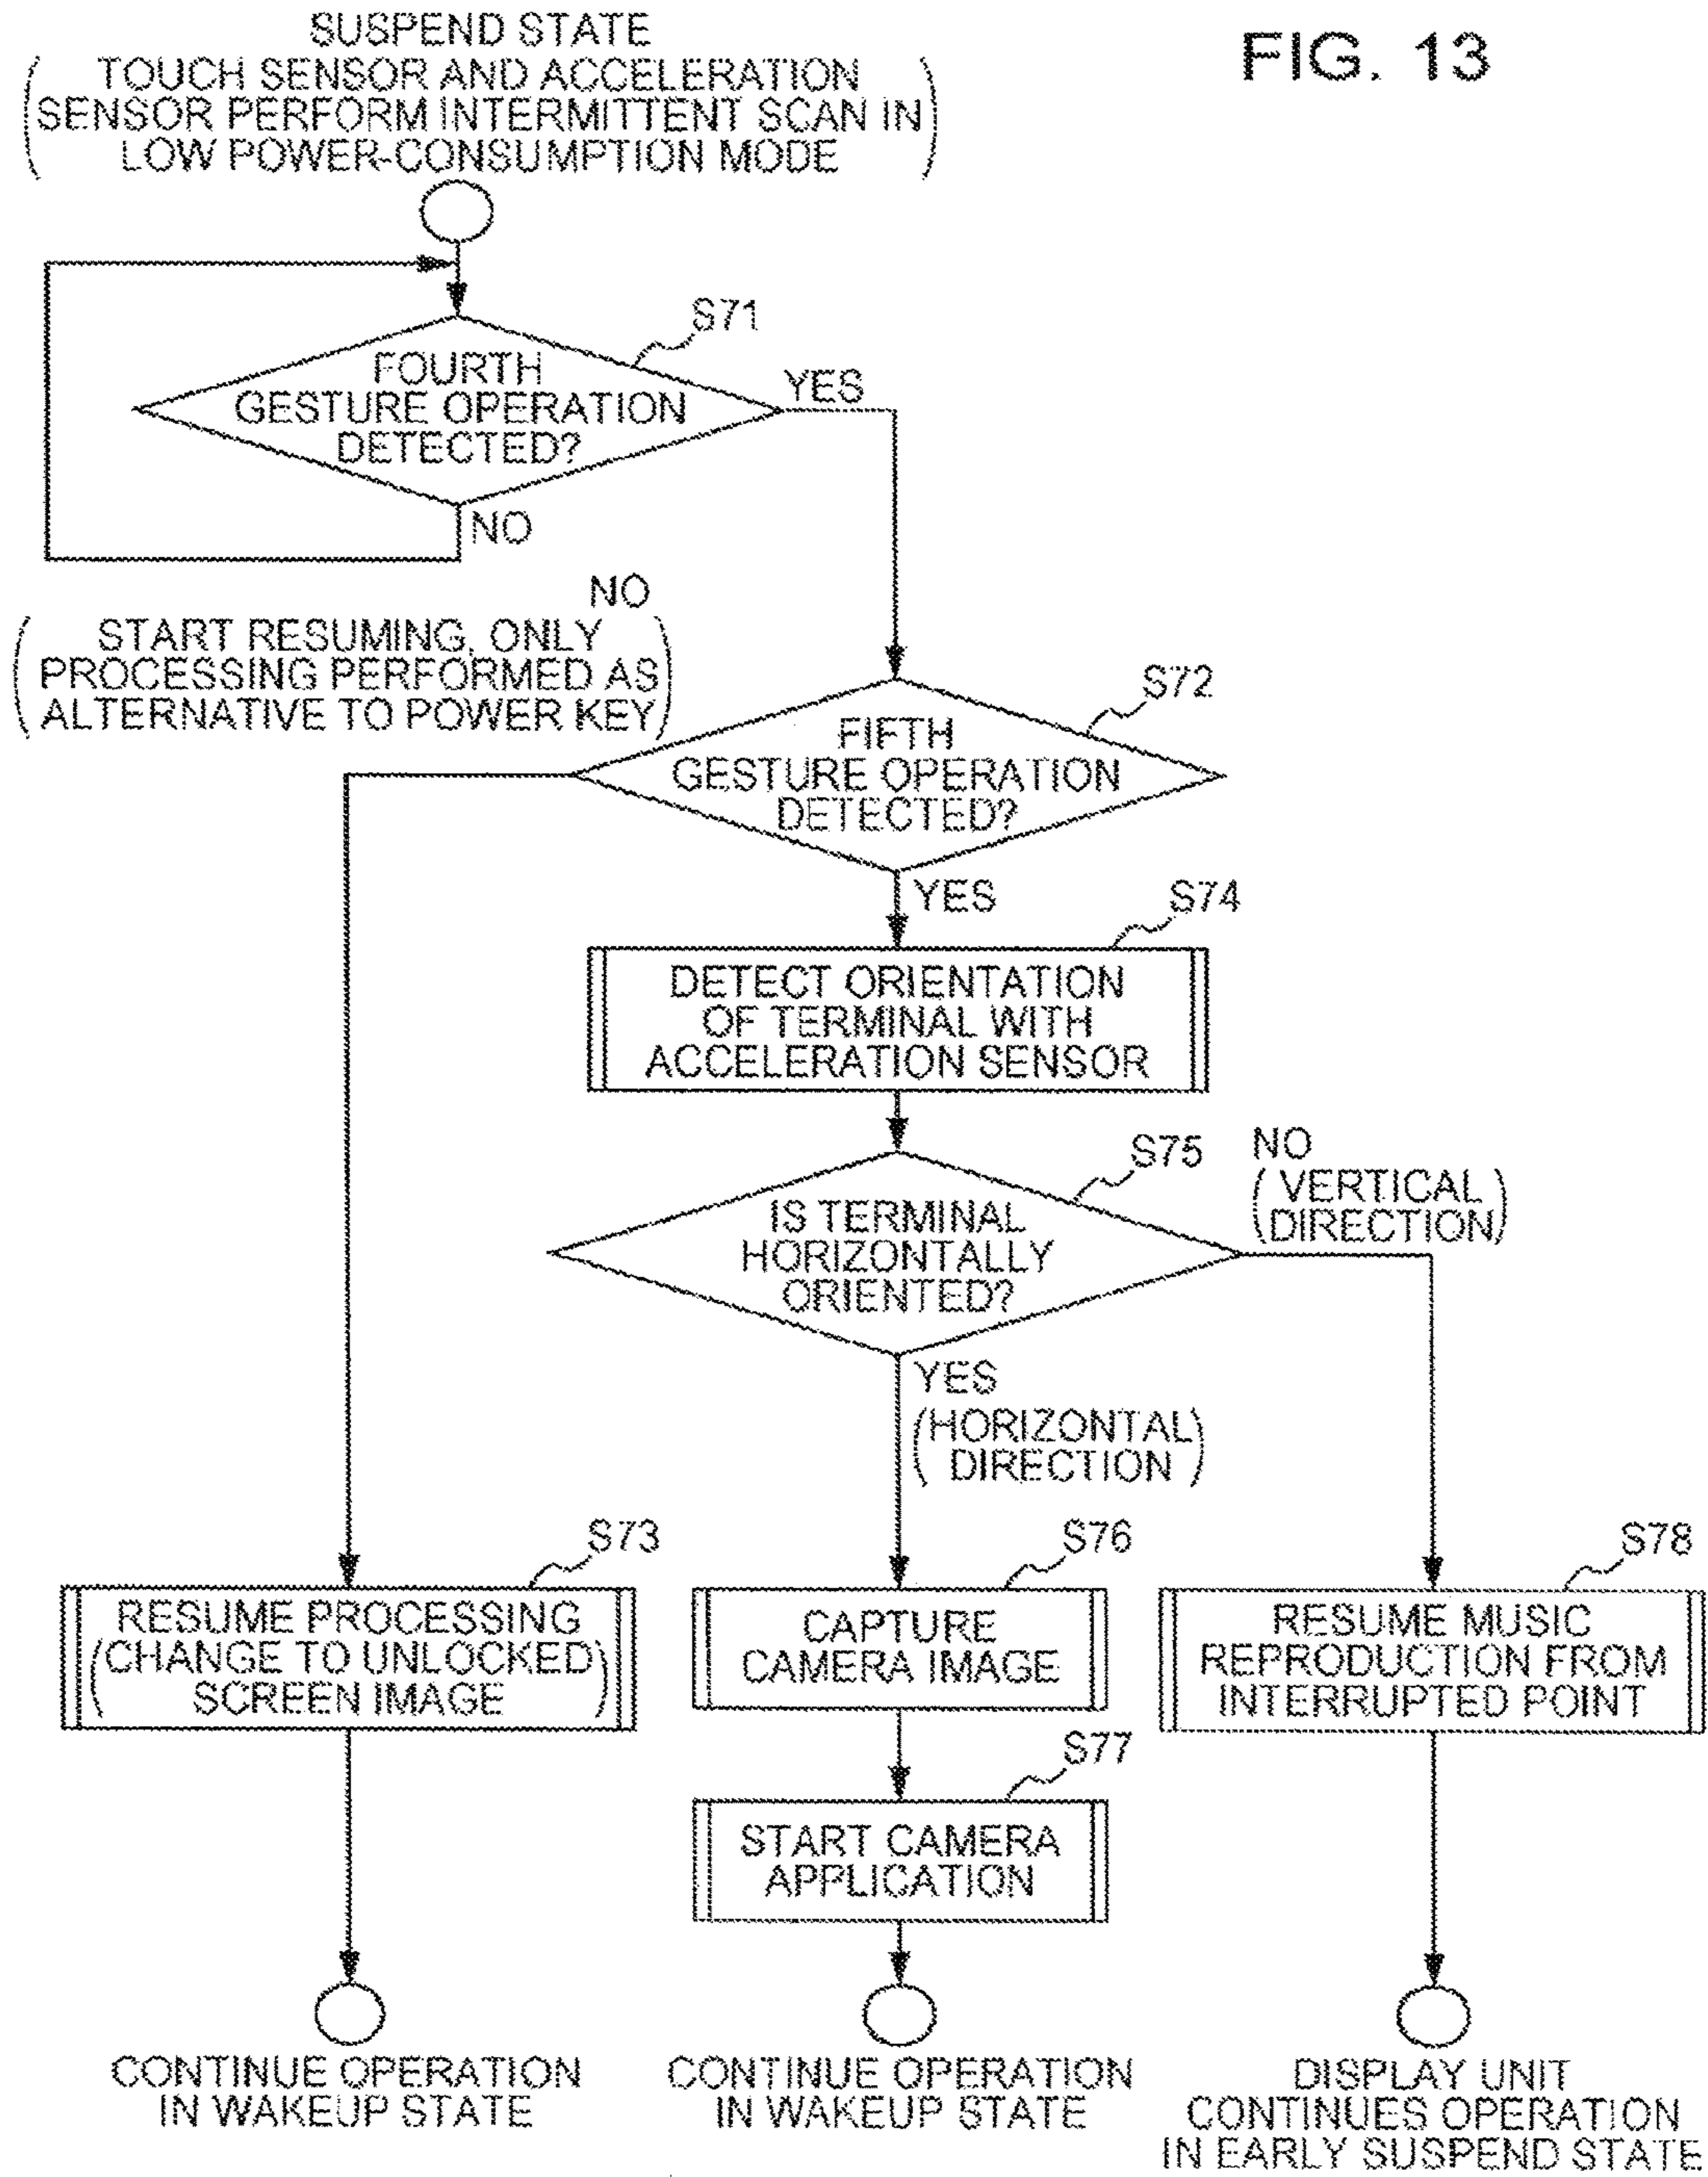 FIG. 13
SUSPEND STATE
(TOUCH SENSOR AND ACCELERATION
SENSOR PERFORM INTERMITTENT SCAN IN
LOW POWER-CONSUMPTION MODE)
S71
FOURTH
GESTURE OPERATION
DETECTED?
YES
NO
NO
(START RESUMING, ONLY
PROCESSING PERFORMED AS
ALTERNATIVE TO POWER KEY)
S72
FIFTH
GESTURE OPERATION
DETECTED?
YES
S74
DETECT ORIENTATION
OF TERMINAL WITH
ACCELERATION SENSOR
S75
IS TERMINAL
HORIZONTALLY
ORIENTED?
NO
(VERTICAL
DIRECTION)
YES
(HORIZONTAL
DIRECTION)
S73
RESUME PROCESSING
(CHANGE TO UNLOCKED
SCREEN IMAGE)
S76
CAPTURE
CAMERA IMAGE
S78
RESUME MUSIC
REPRODUCTION FROM
INTERRUPTED POINT
S77
START CAMERA
APPLICATION
CONTINUE OPERATION
IN WAKEUP STATE
CONTINUE OPERATION
IN WAKEUP STATE
DISPLAY UNIT
CONTINUES OPERATION
IN EARLY SUSPEND STATE